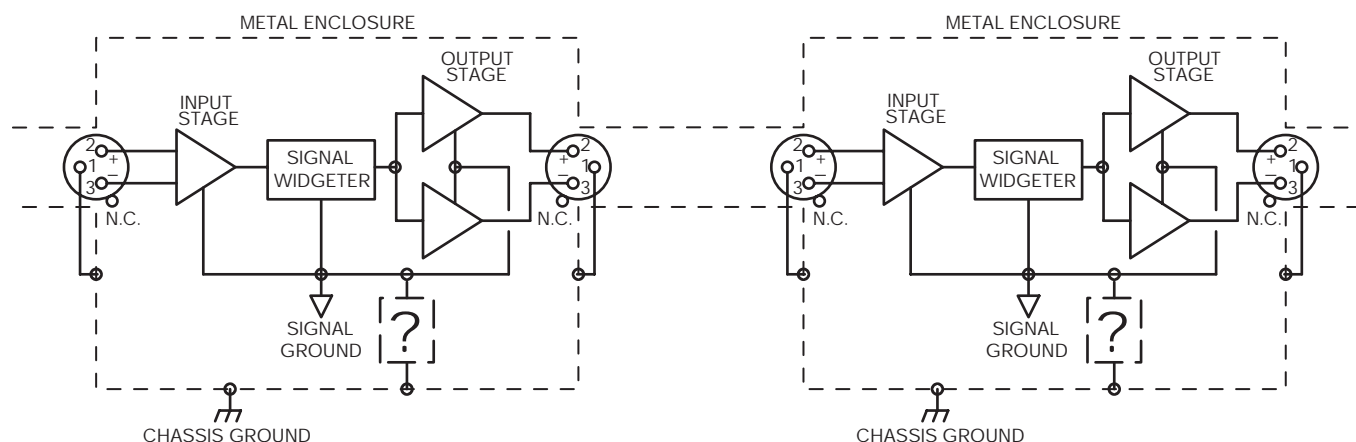 METAL ENCLOSURE
METAL ENCLOSURE
OUTPUT
STAGE
OUTPUT
STAGE
INPUT
STAGE
INPUT
STAGE
2
1
3
+
–
SIGNAL
WIDGETER
+
–
2
1
3
2
1
3
+
–
SIGNAL
WIDGETER
+
–
2
1
3
N.C.
N.C.
N.C.
N.C.
SIGNAL
GROUND
?
SIGNAL
GROUND
?
CHASSIS GROUND
CHASSIS GROUND